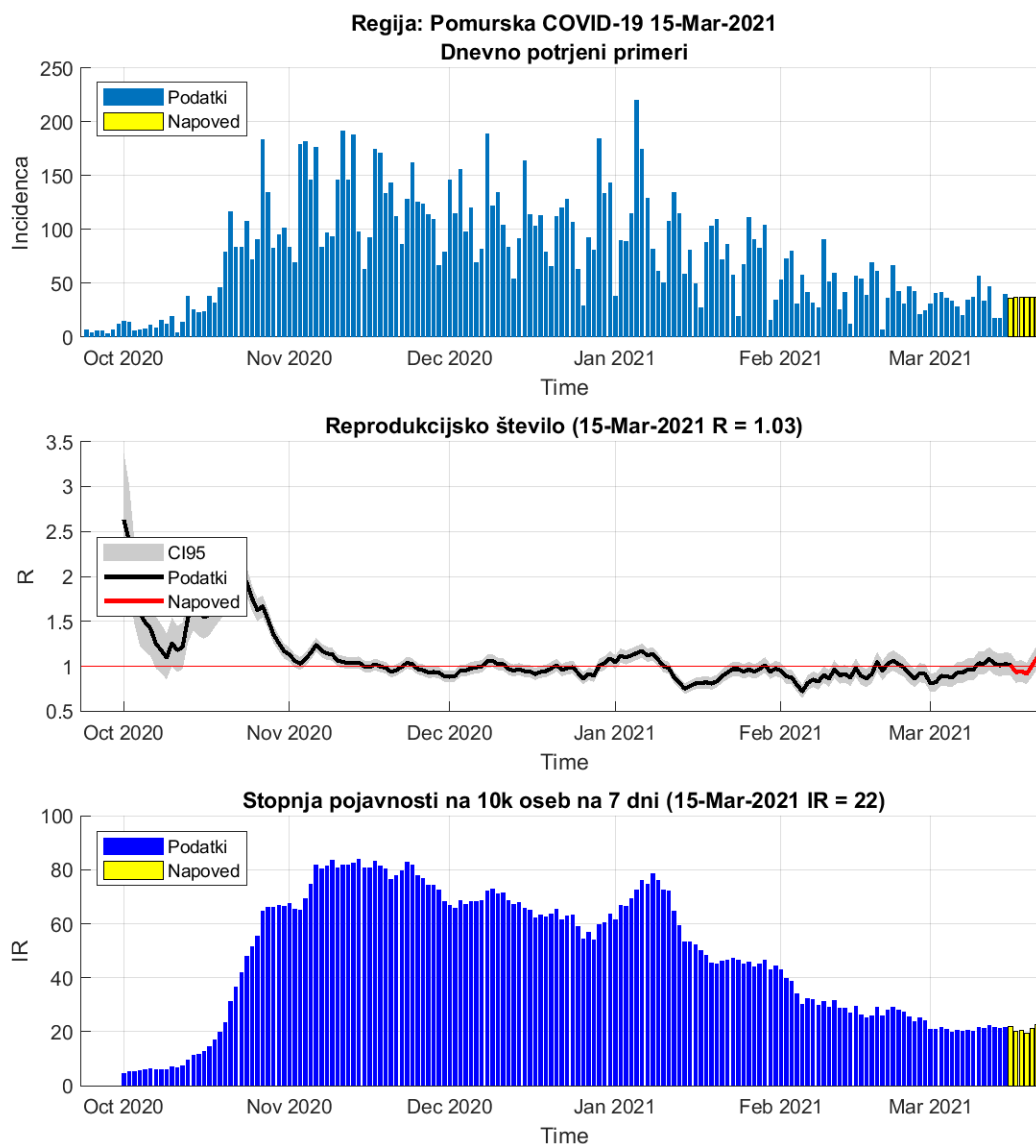 Regija: Pomurska COVID-19 15-Mar-2021
Dnevno potrjeni primeri
250
200
150
100
50
0
Incidenca
Podatki
Napoved
Oct 2020
Nov 2020
Dec 2020
Jan 2021
Feb 2021
Mar 2021
Time
Reprodukcijsko število (15-Mar-2021 R = 1.03)
3.5
3
2.5
2
1.5
1
0.5
R
CI95
Podatki
Napoved
Oct 2020
Nov 2020
Dec 2020
Jan 2021
Feb 2021
Mar 2021
Time
Stopnja pojavnosti na 10k oseb na 7 dni (15-Mar-2021 IR = 22)
100
80
60
40
20
0
IR
Podatki
Napoved
Oct 2020
Nov 2020
Dec 2020
Jan 2021
Feb 2021
Mar 2021
Time